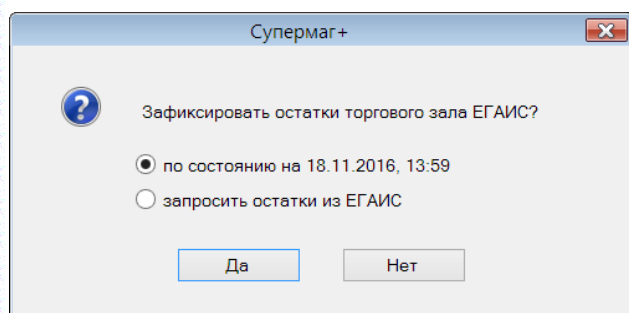 Супермаг+
Зафиксировать остатки торгового зала ЕГАИС?
по состоянию на 18.11.2016, 13:59
запросить остатки из ЕГАИС
Да
Нет